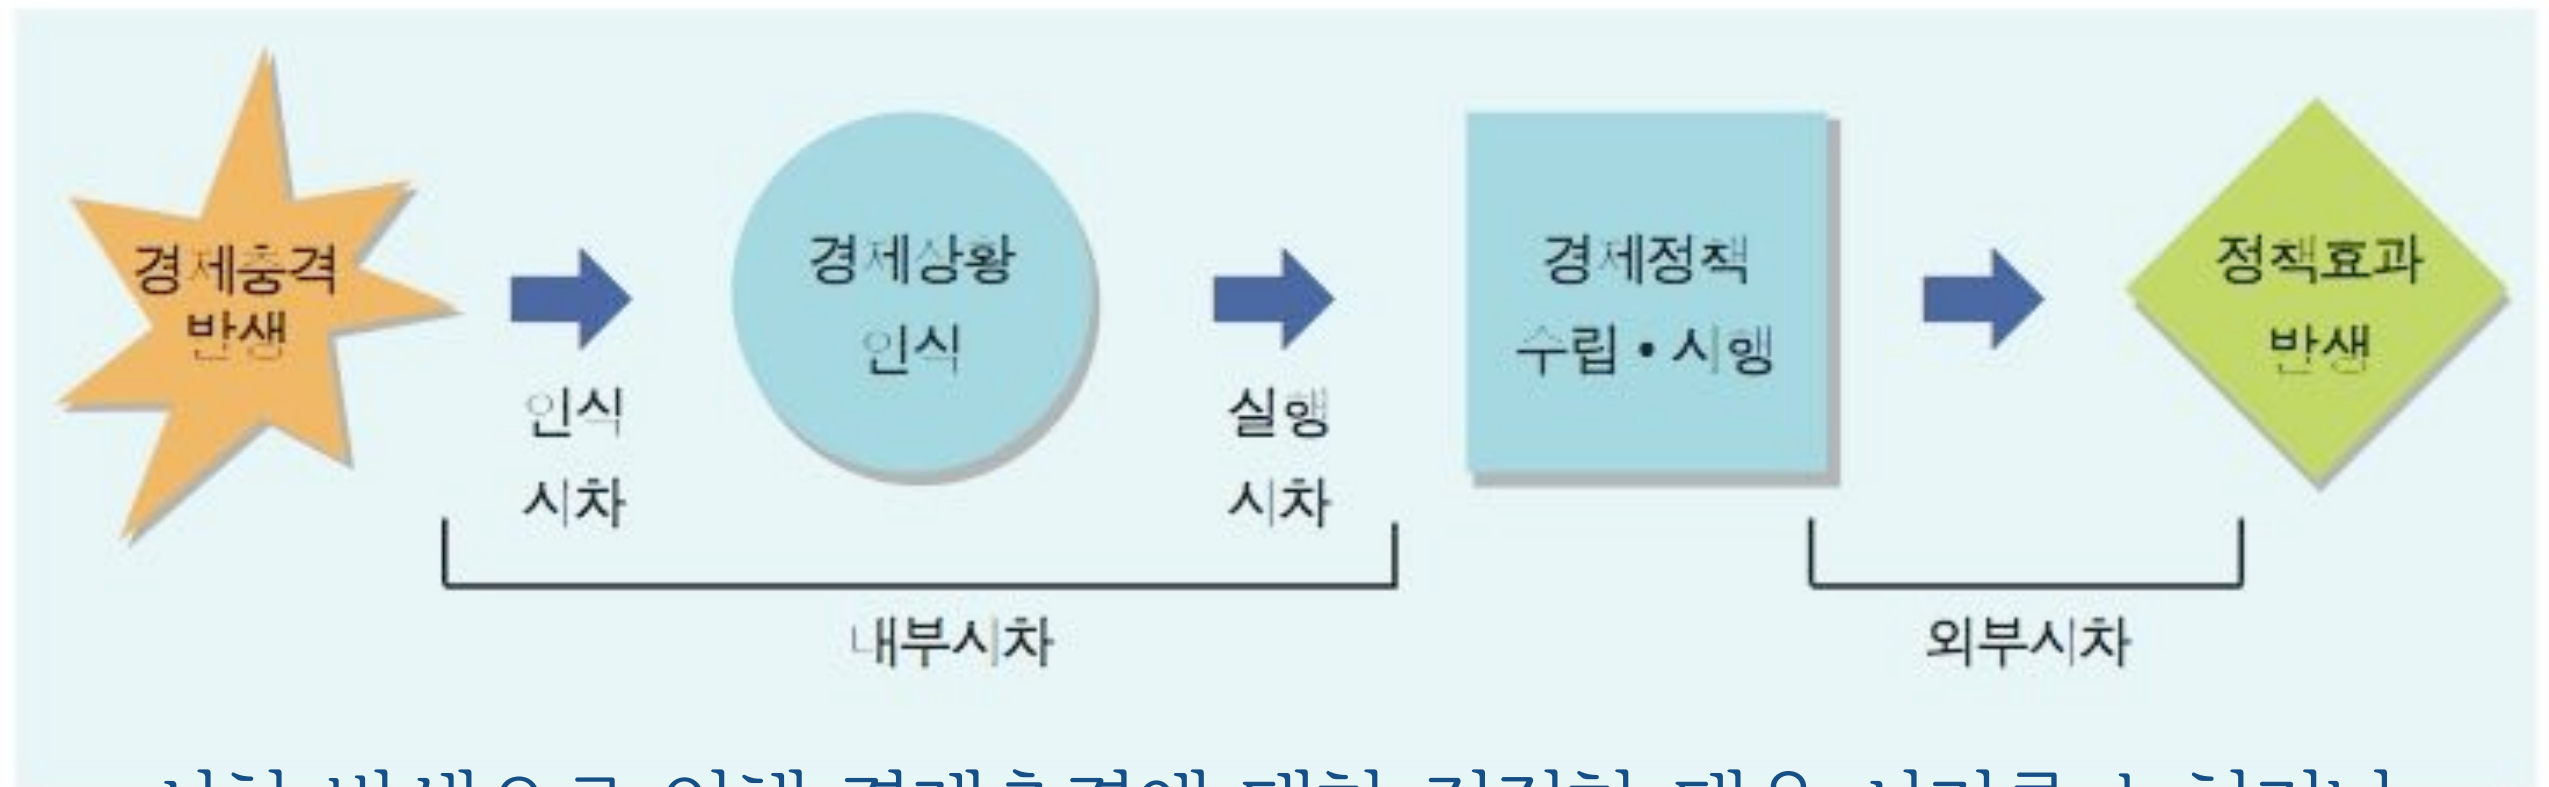 경제충격
발생
인식
시차
경제상황
인식
실행
시차
경제정책
수립•시행
정책효과
발생
내부시차
외부시차